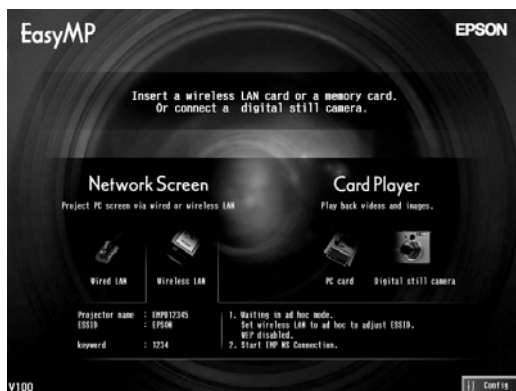 EasyMP
EPSON
Insert a wireless LAN card or a memory card.
Or connect a digital still camera.
Network Screen
Project PC screen via wired or wireless LAN
Wired LAN
Wireless LAN
Card Player
Play back videos and images.
PC card
Digital still camera
Projector name : EMP012345
ESSID : EPSON
keyword : 1234
1. Waiting in ad hoc mode.
Set wireless LAN to ad hoc to adjust ESSID.
WEP disabled.
2. Start EMP NS Connection.
V100
Config